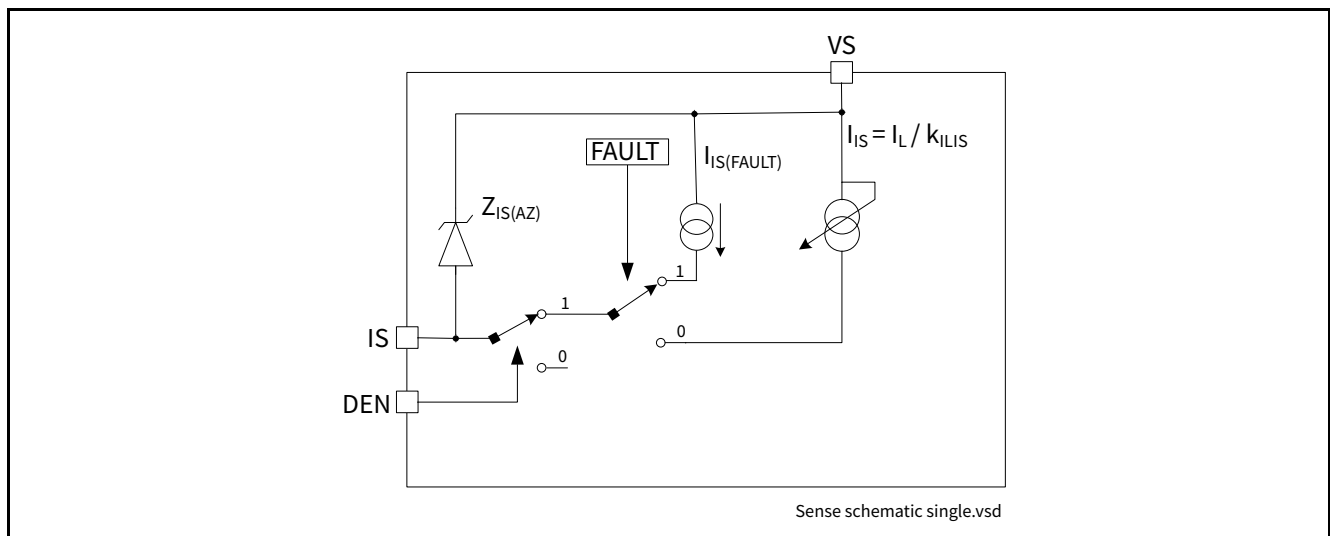 VS
I_IS = I_L / k_ILIS
FAULT
I_IS(FAULT)
Z_IS(AZ)
1
1
IS
0
0
DEN
Sense schematic single.vsd